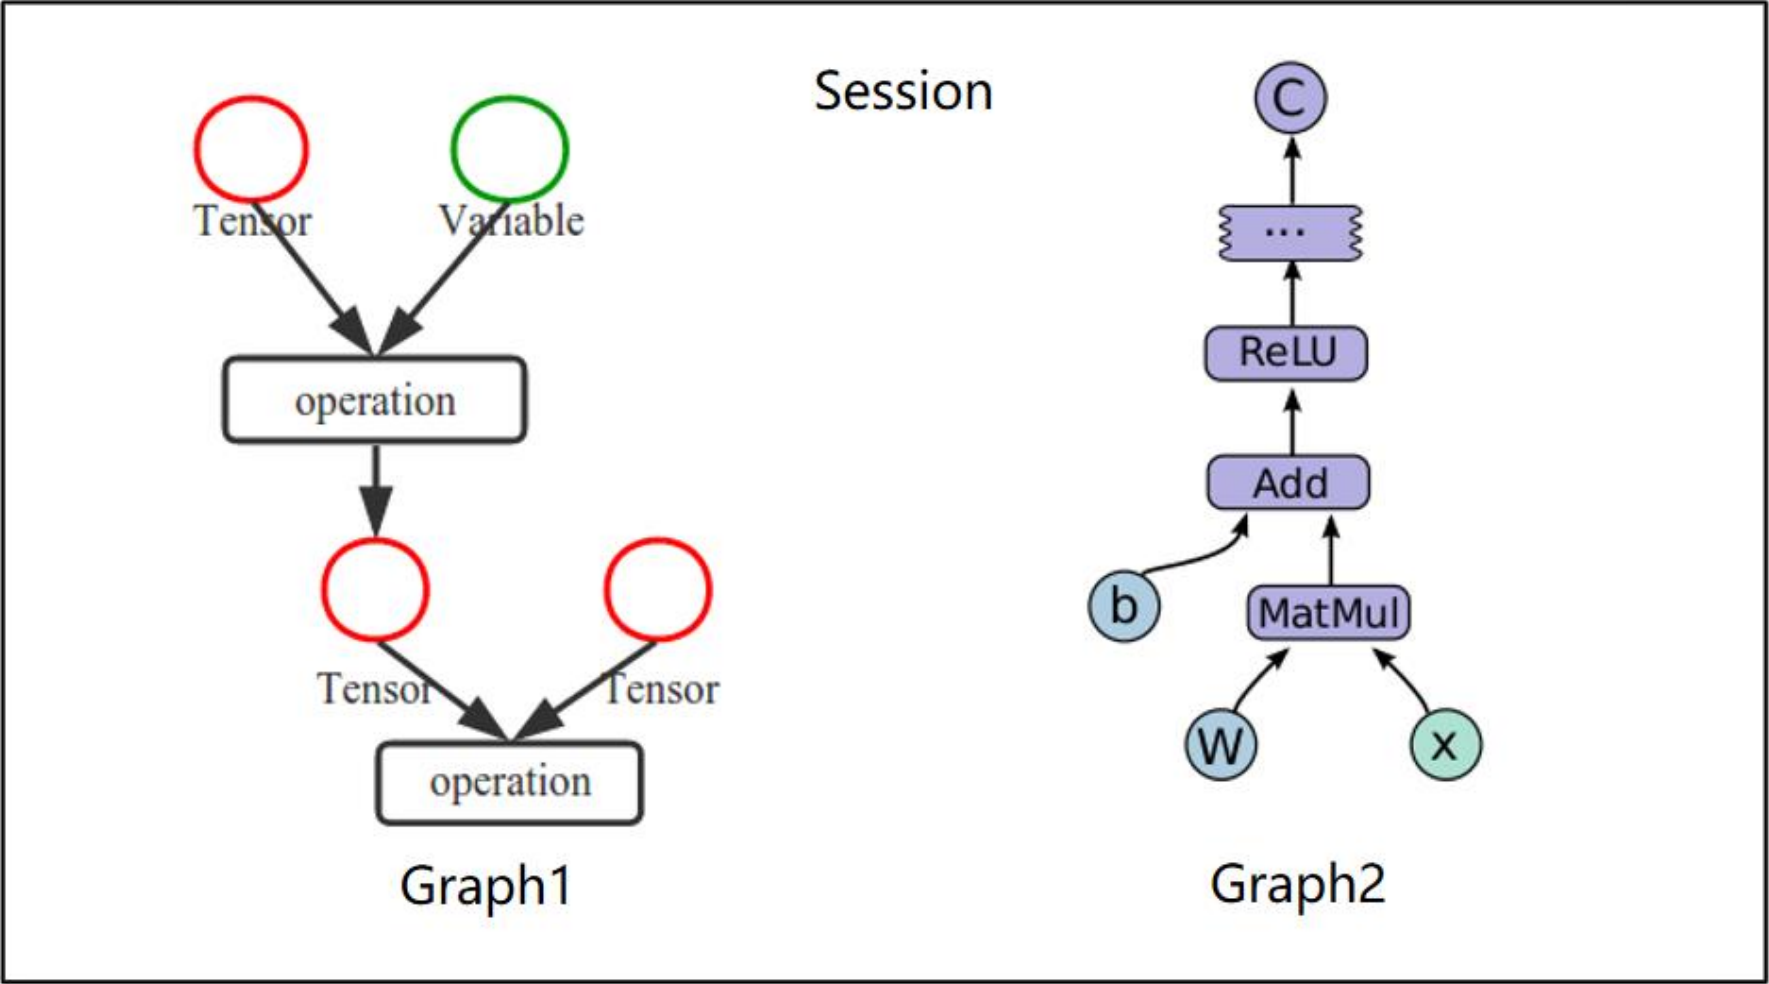 Session
Tensor
Variable
operation
Tensor
Tensor
operation
Graph1
C
...
ReLU
Add
b
MatMul
W
x
Graph2